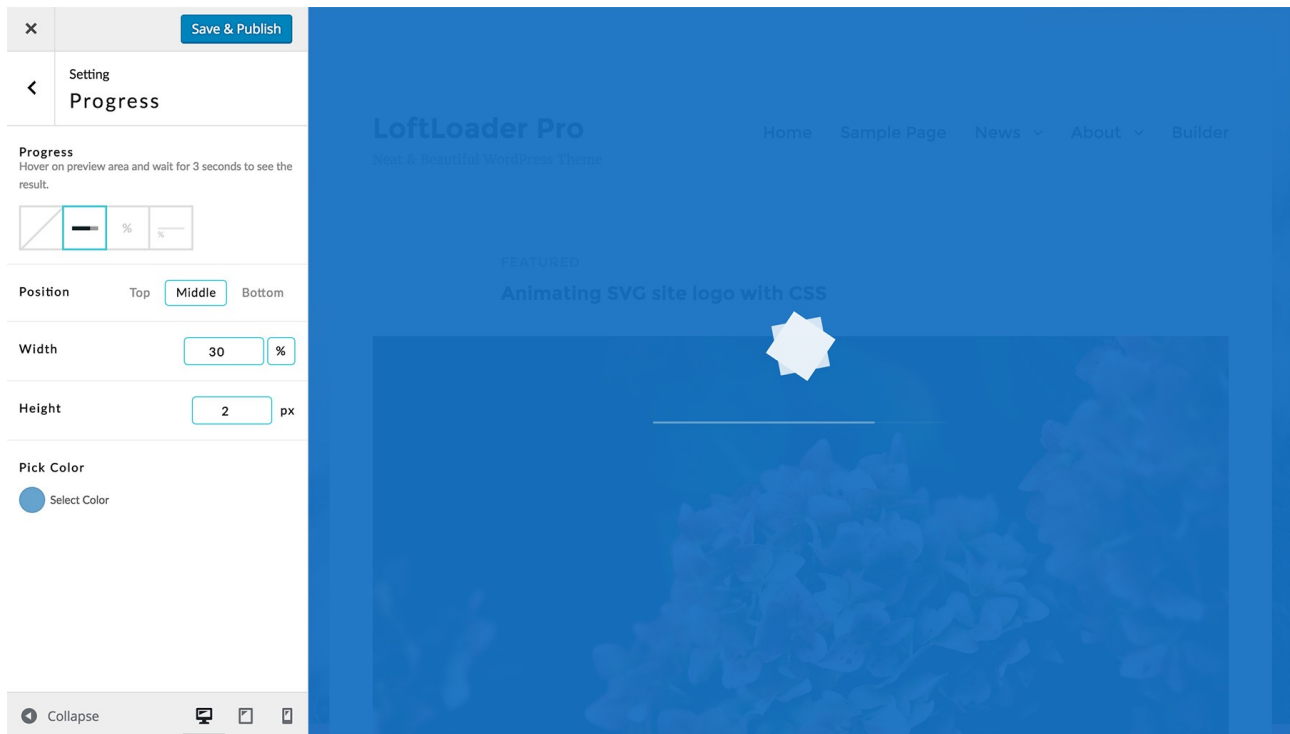 Save & Publish
Setting
Progress
Progress
Hover on preview area and wait for 3 seconds to see the
result.
%
%
Position Top Middle Bottom
Width 30 %
Height 2 px
Pick Color
Select Color
Collapse
LoftLoader Pro
Neat & Beautiful WordPress Theme
Home Sample Page News About Builder
FEATURED
Animating SVG site logo with CSS